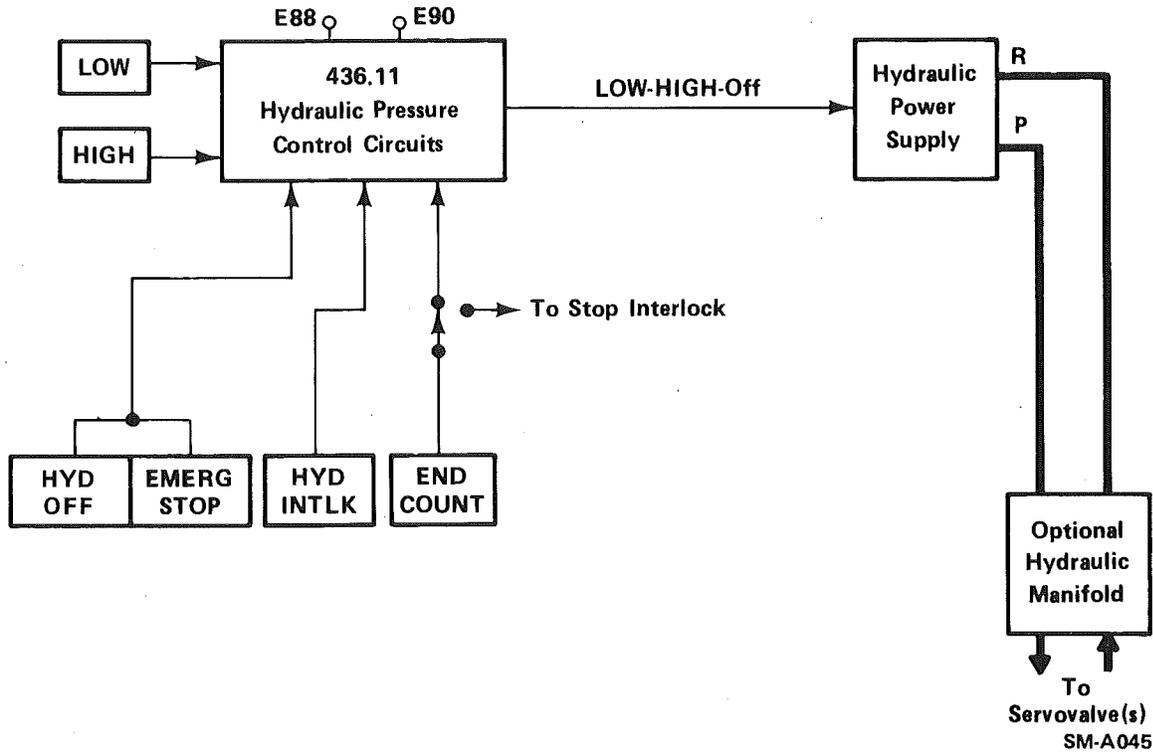 E88
E90
LOW
HIGH
436.11
Hydraulic Pressure
Control Circuits
LOW-HIGH-Off
Hydraulic
Power
Supply
R
P
To Stop Interlock
HYD
OFF
EMERG
STOP
HYD
INTLK
END
COUNT
Optional
Hydraulic
Manifold
To
Servovalve(s)
SM-A045